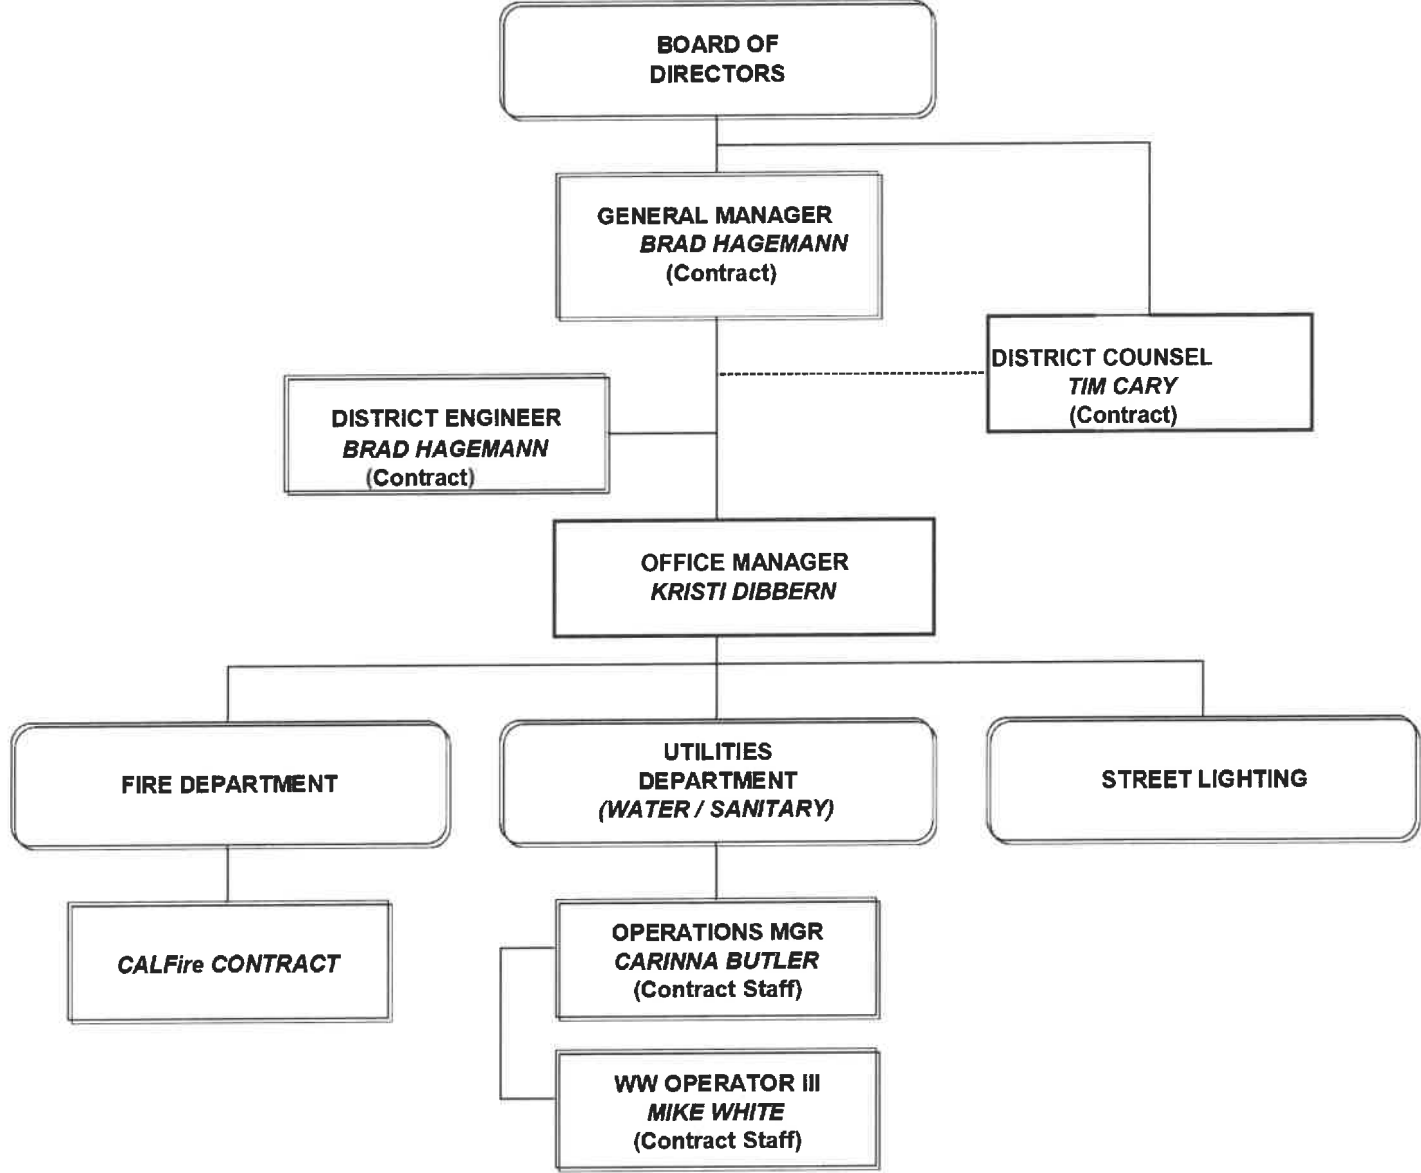 BOARD OF
DIRECTORS
GENERAL MANAGER
BRAD HAGEMANN
(Contract)
DISTRICT COUNSEL
TIM CARY
(Contract)
DISTRICT ENGINEER
BRAD HAGEMANN
(Contract)
OFFICE MANAGER
KRISTI DIBBERN
FIRE DEPARTMENT
UTILITIES
DEPARTMENT
(WATER / SANITARY)
STREET LIGHTING
CALFire CONTRACT
OPERATIONS MGR
CARINNA BUTLER
(Contract Staff)
WW OPERATOR III
MIKE WHITE
(Contract Staff)